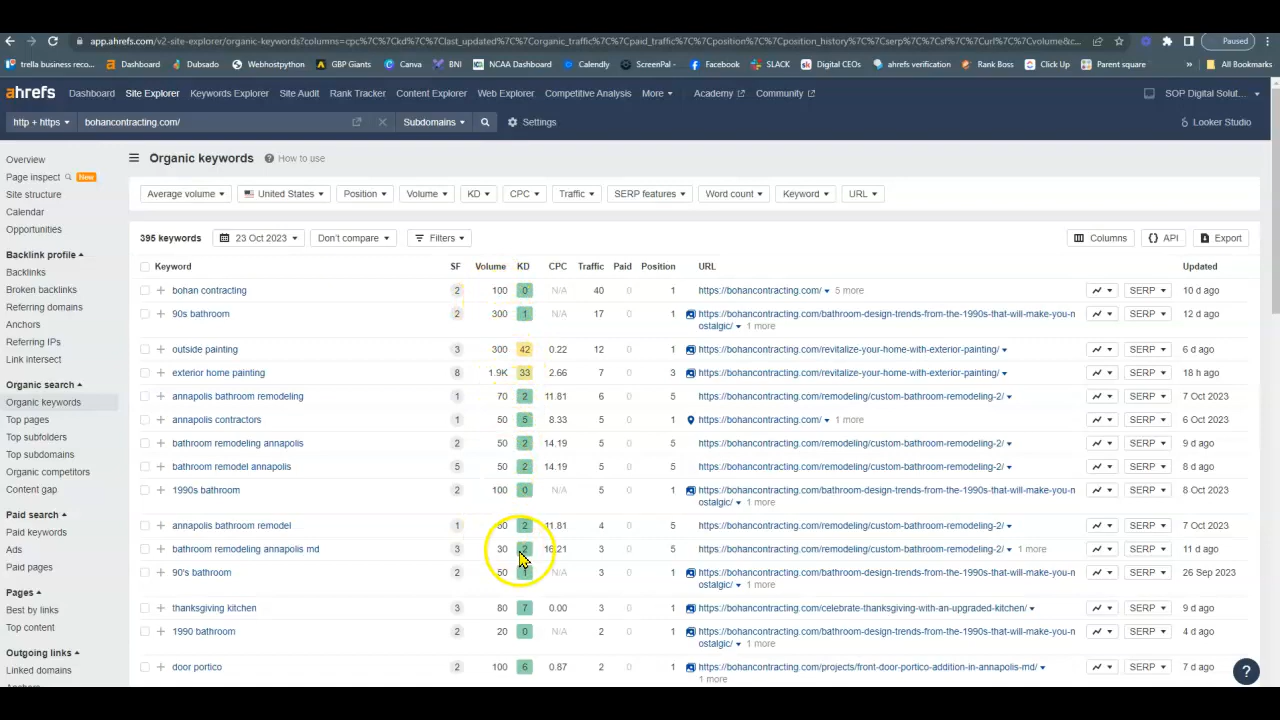 app.ahrefs.com/v2-site-explorer/organic-keywords?columns=cpc%7C%7Ckd%7C%7Clast_updated%7C%7Corganic_traffic%7C%7Cpaid_traffic%7C%7Cposition%7C%7Cposition_history%7C%7Cserp%7C%7Csf%7C%7Curl%7C%7Cvolume&c... Paused
trella business reco... Dashboard Dubsado Webhostpython GBP Giants Canva BNI NCAA Dashboard Calendly ScreenPal - Facebook SLACK Digital CEOs ahrefs verification Rank Boss Click Up Parent square » All Bookmarks
ahrefs Dashboard Site Explorer Keywords Explorer Site Audit Rank Tracker Content Explorer Web Explorer Competitive Analysis More Academy Community SOP Digital Solut...
http + https bohancontracting.com/ Subdomains Settings Looker Studio
Overview
Page inspect New
Site structure
Calendar
Opportunities
Backlink profile
Backlinks
Broken backlinks
Referring domains
Anchors
Referring IPs
Link intersect
Organic search
Organic keywords
Top pages
Top subfolders
Top subdomains
Organic competitors
Content gap
Paid search
Paid keywords
Ads
Paid pages
Pages
Best by links
Top content
Outgoing links
Linked domains
Organic keywords ? How to use
Average volume United States Position Volume KD CPC Traffic SERP features Word count Keyword URL
395 keywords 23 Oct 2023 Don't compare Filters Columns {} API Export
Keyword SF Volume KD CPC Traffic Paid Position URL Updated
bohan contracting 2 100 0 N/A 40 0 1 https://bohancontracting.com/ 5 more SERP 10 d ago
90s bathroom 2 300 1 N/A 17 0 1 https://bohancontracting.com/bathroom-design-trends-from-the-1990s-that-will-make-you-n SERP 12 d ago
ostalgic/ 1 more
outside painting 3 300 42 0.22 12 0 1 https://bohancontracting.com/revitalize-your-home-with-exterior-painting/ SERP 6 d ago
exterior home painting 8 1.9K 33 2.66 7 0 3 https://bohancontracting.com/revitalize-your-home-with-exterior-painting/ SERP 18 h ago
annapolis bathroom remodeling 1 70 2 11.81 6 0 5 https://bohancontracting.com/remodeling/custom-bathroom-remodeling-2/ SERP 7 Oct 2023
annapolis contractors 1 50 5 8.33 5 0 1 https://bohancontracting.com/ 1 more SERP 6 Oct 2023
bathroom remodeling annapolis 2 50 2 14.19 5 0 5 https://bohancontracting.com/remodeling/custom-bathroom-remodeling-2/ SERP 9 d ago
bathroom remodel annapolis 5 50 2 14.19 5 0 5 https://bohancontracting.com/remodeling/custom-bathroom-remodeling-2/ SERP 8 d ago
1990s bathroom 2 100 0 N/A 5 0 1 https://bohancontracting.com/bathroom-design-trends-from-the-1990s-that-will-make-you-n SERP 8 Oct 2023
ostalgic/ 1 more
annapolis bathroom remodel 1 2 11.81 4 0 5 https://bohancontracting.com/remodeling/custom-bathroom-remodeling-2/ SERP 7 Oct 2023
bathroom remodeling annapolis md 3 30 2 16.21 3 0 5 https://bohancontracting.com/remodeling/custom-bathroom-remodeling-2/ 1 more SERP 11 d ago
90's bathroom 2 50 1 N/A 3 0 1 https://bohancontracting.com/bathroom-design-trends-from-the-1990s-that-will-make-you-n SERP 26 Sep 2023
ostalgic/ 1 more
thanksgiving kitchen 3 80 7 0.00 3 0 1 https://bohancontracting.com/celebrate-thanksgiving-with-an-upgraded-kitchen/ SERP 9 d ago
1990 bathroom 2 20 0 N/A 2 0 1 https://bohancontracting.com/bathroom-design-trends-from-the-1990s-that-will-make-you-n SERP 4 d ago
ostalgic/ 1 more
door portico 2 100 6 0.87 2 0 1 https://bohancontracting.com/projects/front-door-portico-addition-in-annapolis-md/ SERP 7 d ago
1 more
?